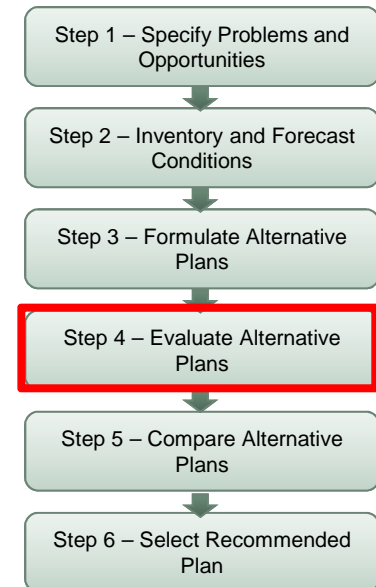 Step 1 – Specify Problems and
Opportunities
Step 2 – Inventory and Forecast
Conditions
Step 3 – Formulate Alternative
Plans
Step 4 – Evaluate Alternative
Plans
Step 5 – Compare Alternative
Plans
Step 6 – Select Recommended
Plan